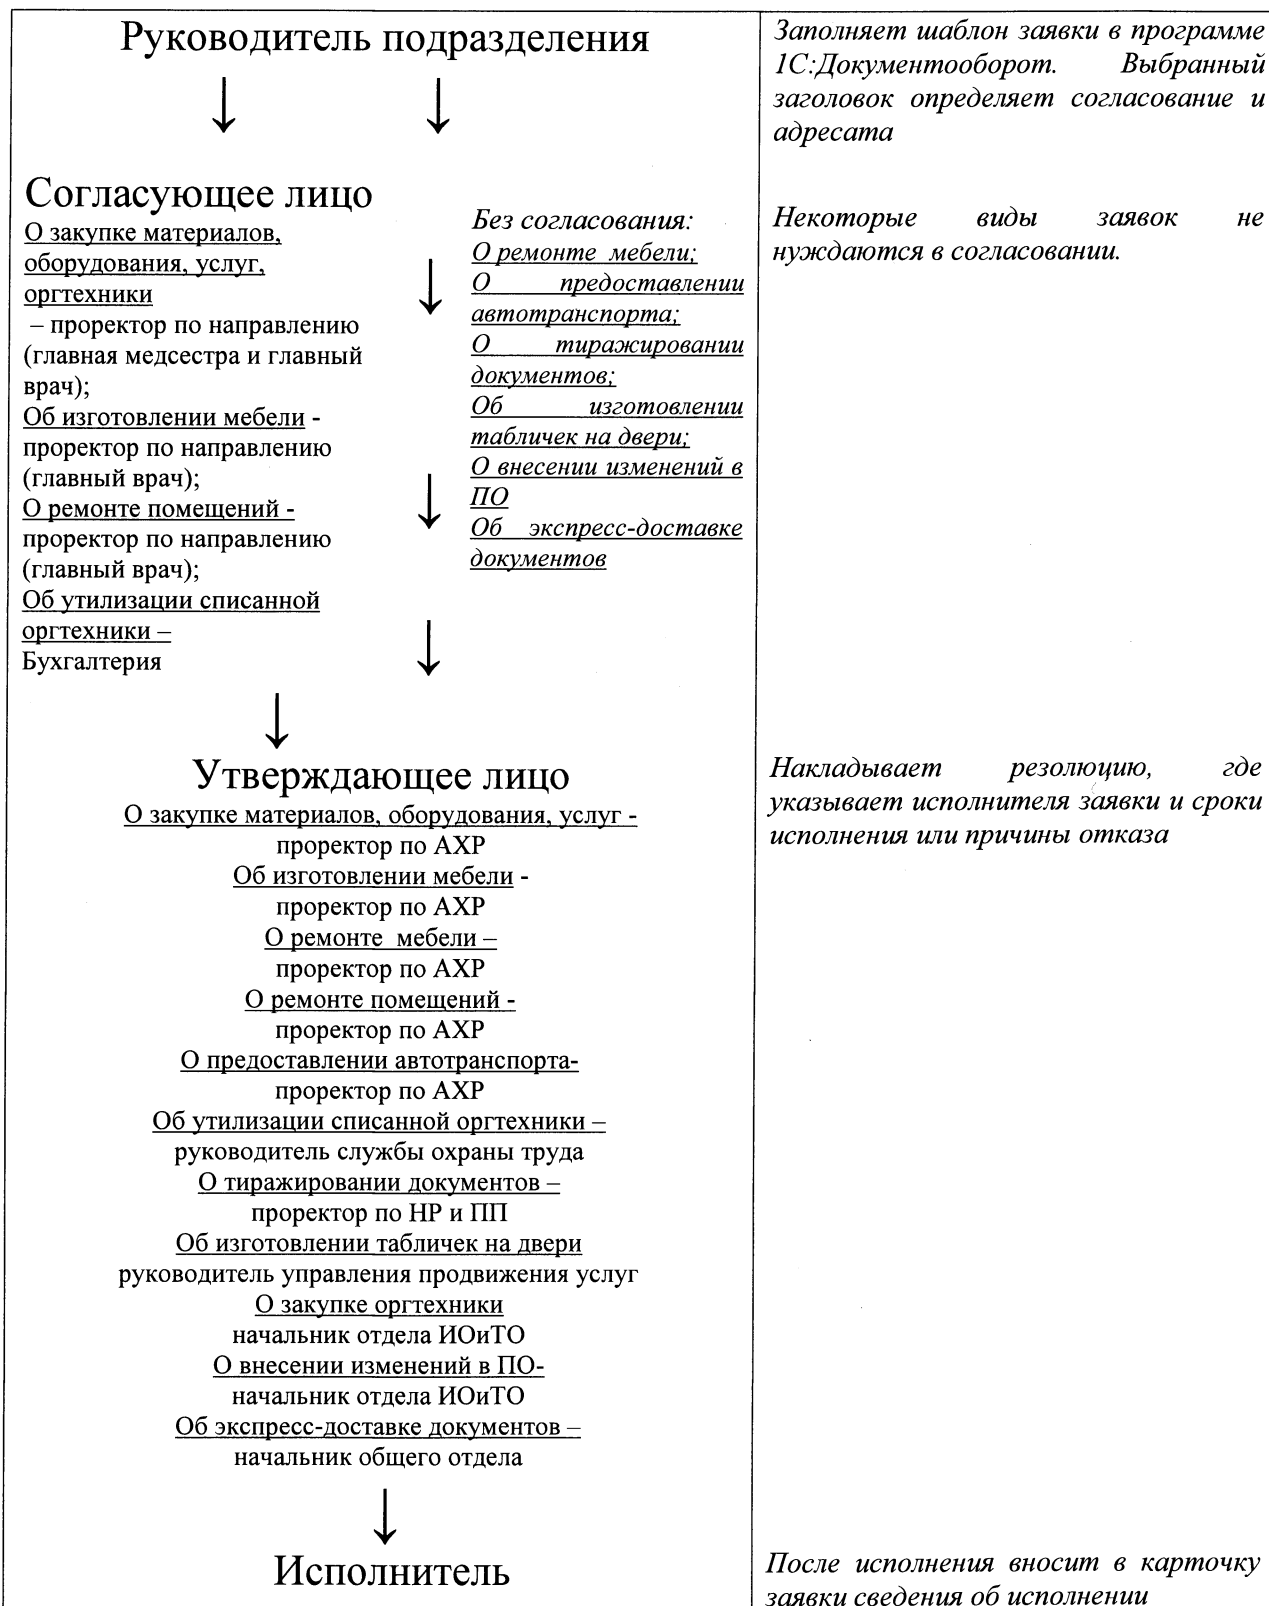 Руководитель подразделения
Заполняет шаблон заявки в программе
1С:Документооборот. Выбранный
заголовок определяет согласование и
адресата
Согласующее лицо
О закупке материалов,
оборудования, услуг,
оргтехники
– проректор по направлению
(главная медсестра и главный
врач);
Об изготовлении мебели -
проректор по направлению
(главный врач);
О ремонте помещений -
проректор по направлению
(главный врач);
Об утилизации списанной
оргтехники –
Бухгалтерия
Без согласования:
О ремонте мебели;
О предоставлении
автотранспорта;
О тиражировании
документов;
Об изготовлении
табличек на двери;
О внесении изменений в
ПО
Об экспресс-доставке
документов
Некоторые виды заявок не
нуждаются в согласовании.
Утверждающее лицо
О закупке материалов, оборудования, услуг -
проректор по АХР
Об изготовлении мебели -
проректор по АХР
О ремонте мебели –
проректор по АХР
О ремонте помещений -
проректор по АХР
О предоставлении автотранспорта-
проректор по АХР
Об утилизации списанной оргтехники –
руководитель службы охраны труда
О тиражировании документов –
проректор по НР и ПП
Об изготовлении табличек на двери
руководитель управления продвижения услуг
О закупке оргтехники
начальник отдела ИОиТО
О внесении изменений в ПО-
начальник отдела ИОиТО
Об экспресс-доставке документов –
начальник общего отдела
Накладывает резолюцию, где
указывает исполнителя заявки и сроки
исполнения или причины отказа
Исполнитель
После исполнения вносит в карточку
заявки сведения об исполнении